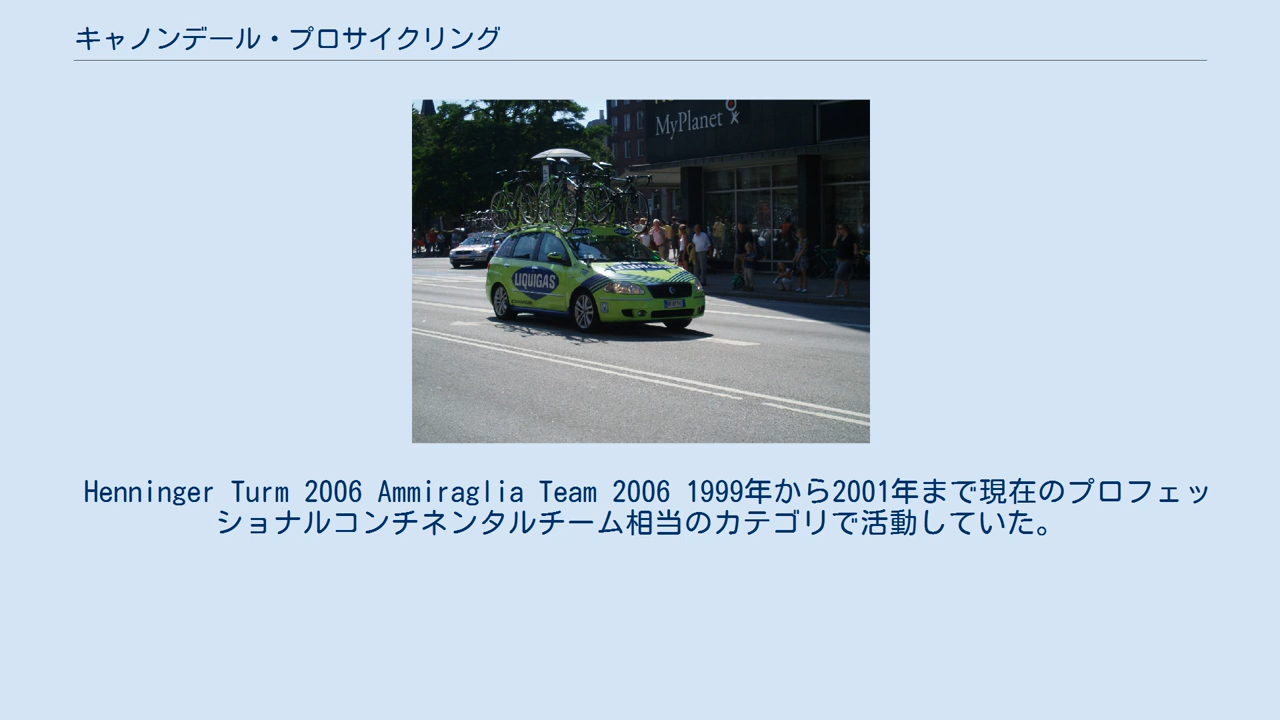 キャノンデール・プロサイクリング
MyPlanet
LIQUIGAS
Henninger Turm 2006 Ammiraglia Team 2006 1999年から2001年まで現在のプロフェッ
ショナルコンチネンタルチーム相当のカテゴリで活動していた。